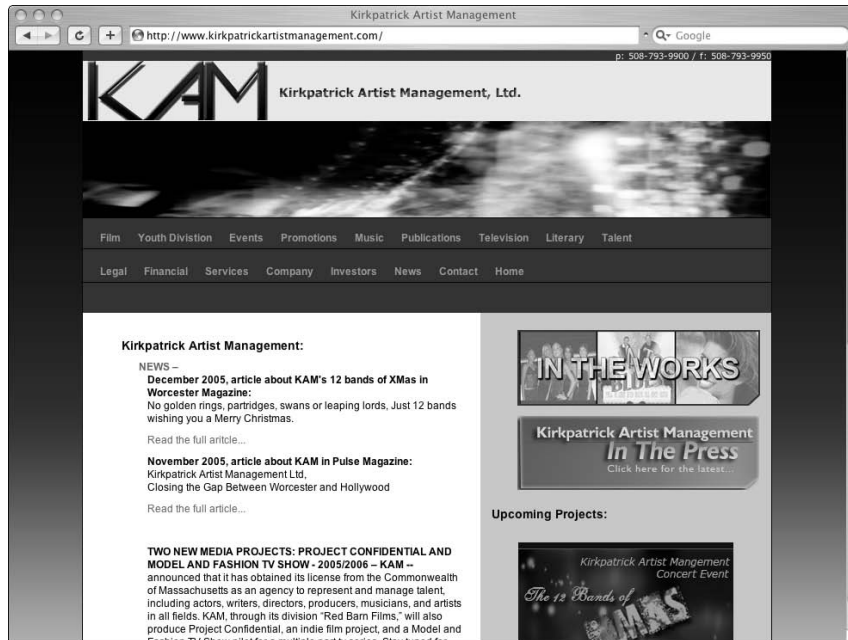 Kirkpatrick Artist Management
http://www.kirkpatrickartistmanagement.com/
Google
p: 508-793-9900 / f: 508-793-9950
KAM
Kirkpatrick Artist Management, Ltd.
Film Youth Divistion Events Promotions Music Publications Television Literary Talent
Legal Financial Services Company Investors News Contact Home
Kirkpatrick Artist Management:
NEWS –
December 2005, article about KAM's 12 bands of XMas in
Worcester Magazine:
No golden rings, partridges, swans or leaping lords, Just 12 bands
wishing you a Merry Christmas.
Read the full aritcle...
November 2005, article about KAM in Pulse Magazine:
Kirkpatrick Artist Management Ltd,
Closing the Gap Between Worcester and Hollywood
Read the full article...
TWO NEW MEDIA PROJECTS: PROJECT CONFIDENTIAL AND
MODEL AND FASHION TV SHOW - 2005/2006 – KAM --
announced that it has obtained its license from the Commonwealth
of Massachusetts as an agency to represent and manage talent,
including actors, writers, directors, producers, musicians, and artists
in all fields. KAM, through its division “Red Barn Films,” will also
produce Project Confidential, an indie film project, and a Model and
IN THE WORKS
Kirkpatrick Artist Management
In The Press
Click here for the latest...
Upcoming Projects:
Kirkpatrick Artist Mangement
Concert Event
The 12 Bands of
XMAS